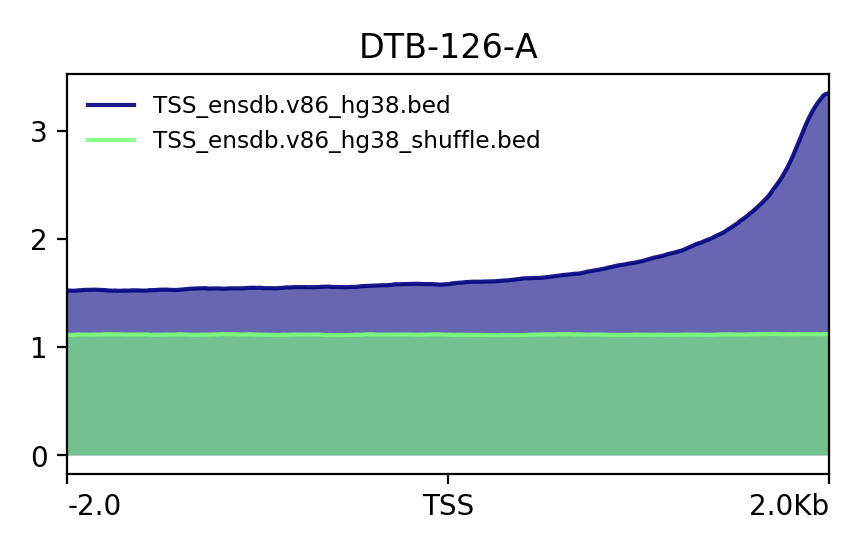 DTB-126-A
TSS_ensdb.v86_hg38.bed
TSS_ensdb.v86_hg38_shuffle.bed
3
2
1
0
-2.0 TSS 2.0Kb